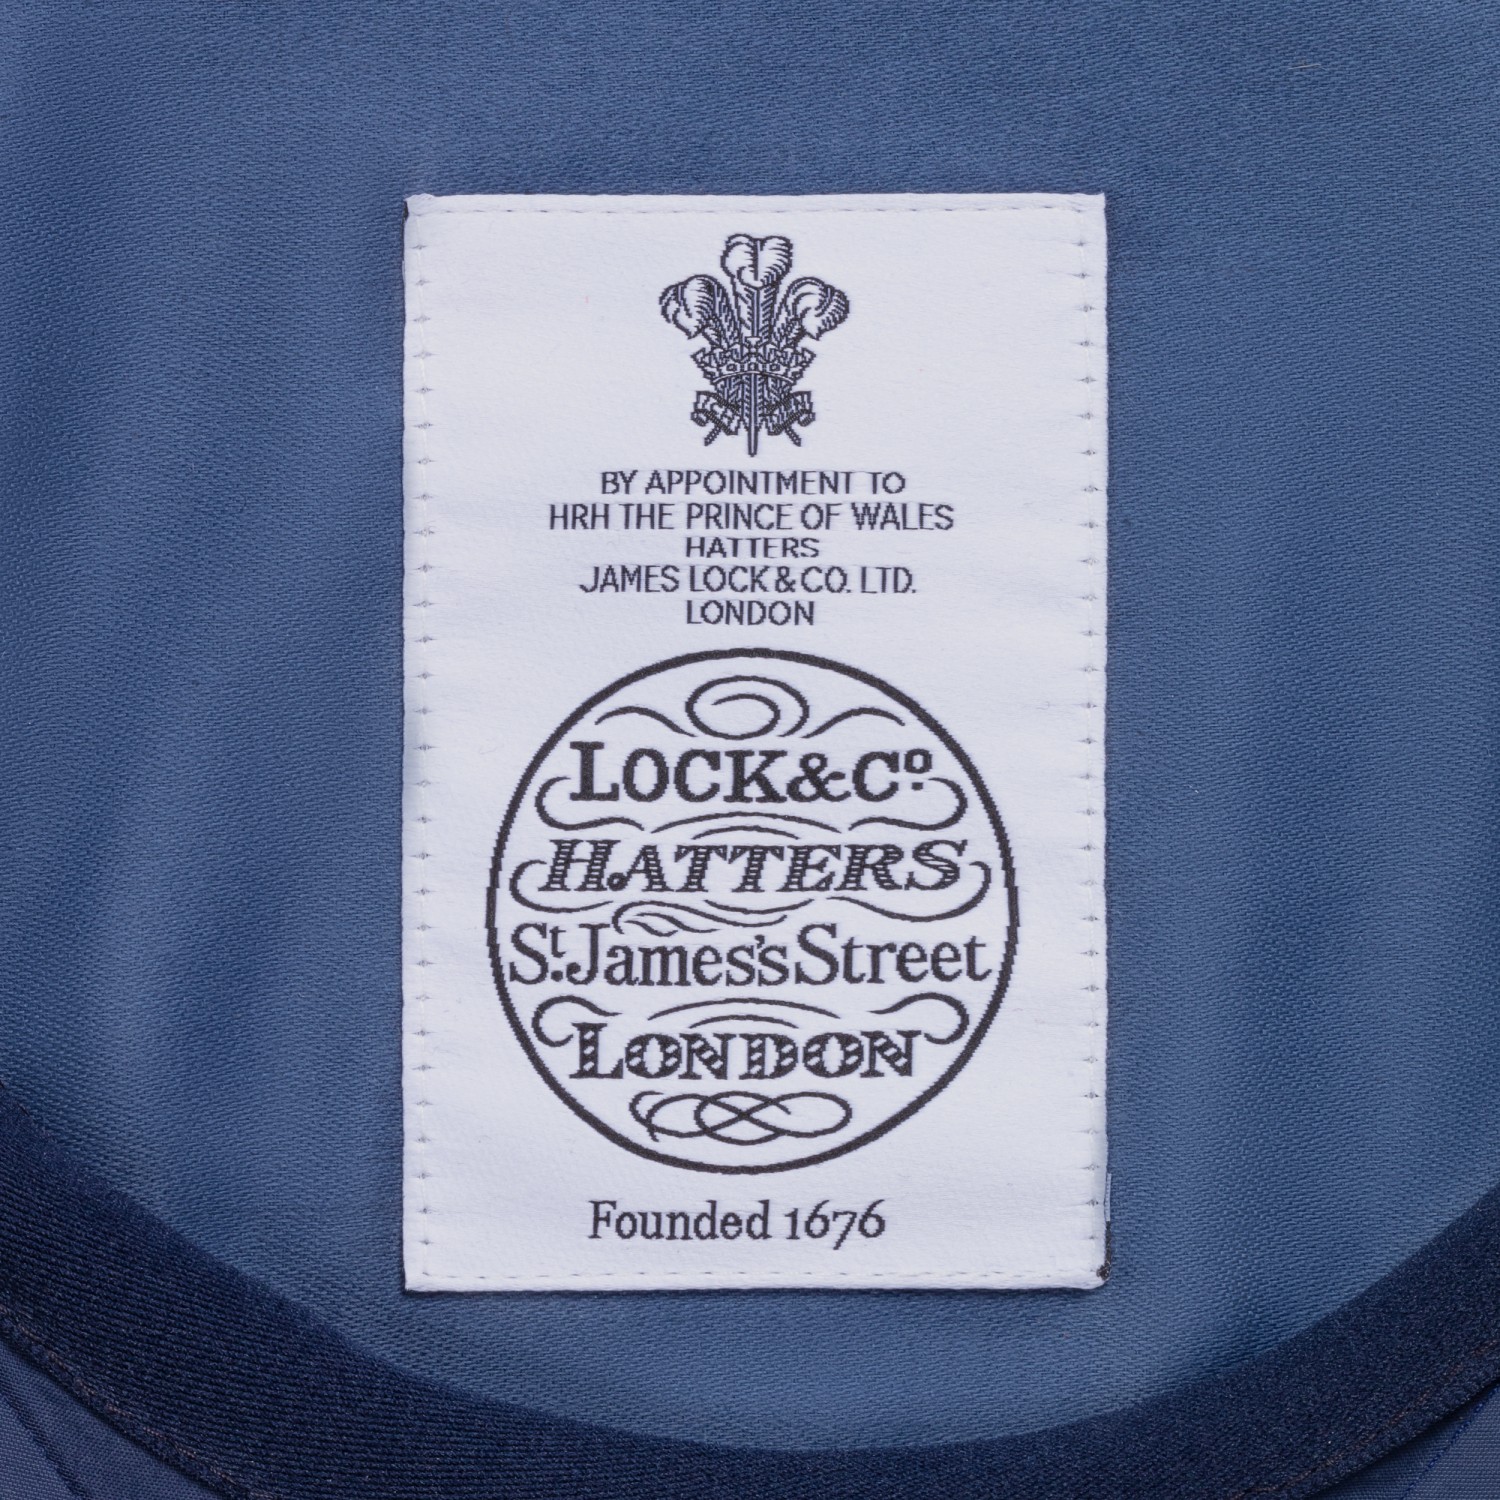 BY APPOINTMENT TO
HRH THE PRINCE OF WALES
HATTERS
JAMES LOCK & CO. LTD.
LONDON
LOCK & Co.
HATTERS
St. James's Street
LONDON
Founded 1676